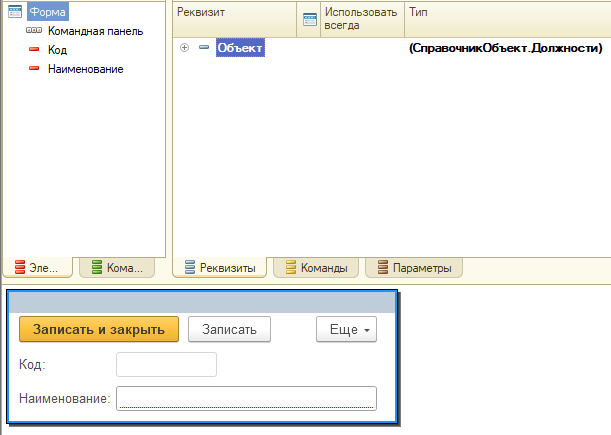 Форма
Командная панель
Код
Наименование
Реквизит
Использовать
всегда
Тип
Объект
(СправочникОбъект.Должности)
Эле...
Кома...
Реквизиты
Команды
Параметры
Записать и закрыть
Записать
Еще
Код:
Наименование: